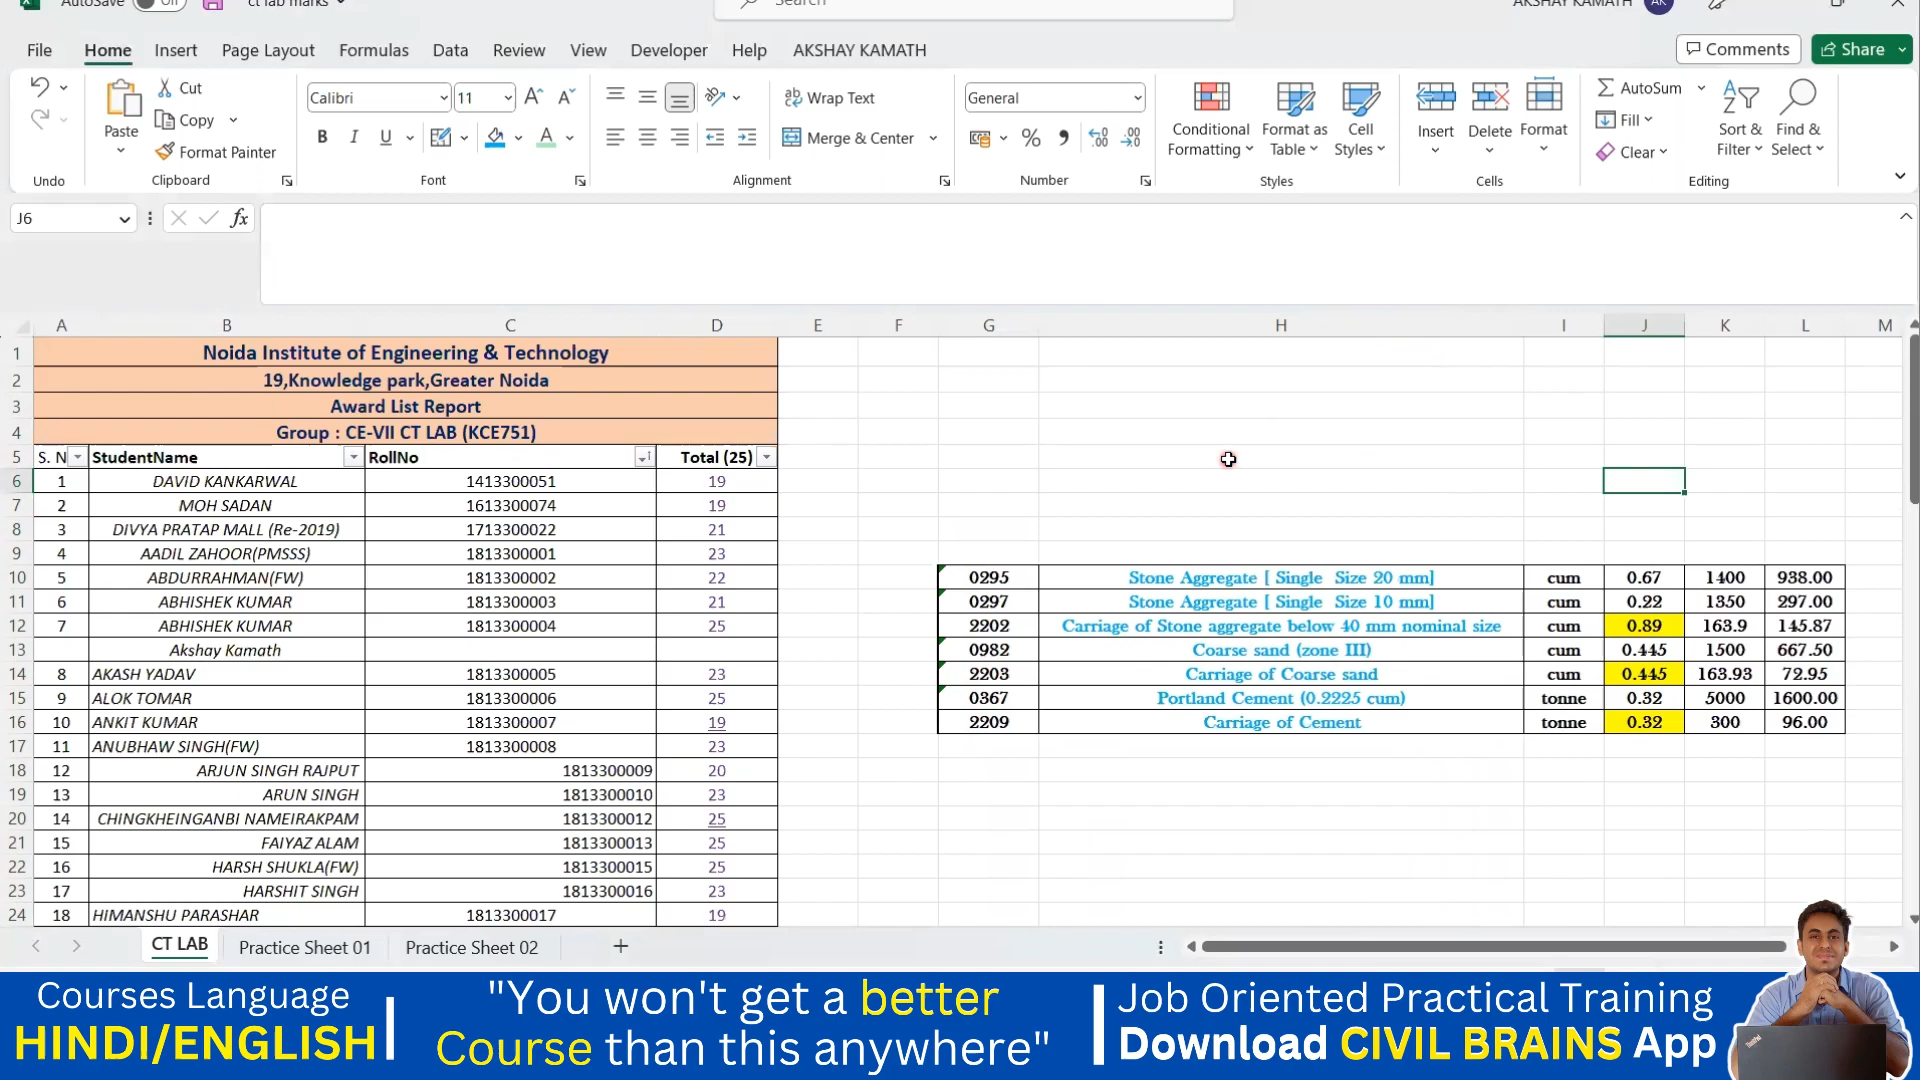 AutoSave Off ct lab marks Search AKSHAY KAMATH AK
File Home Insert Page Layout Formulas Data Review View Developer Help AKSHAY KAMATH Comments Share
Paste Cut Copy Format Painter
Undo Clipboard
Calibri 11
B I U A
Font
Wrap Text
Merge & Center
Alignment
General
%
Number
Conditional Formatting Format as Table Cell Styles
Styles
Insert Delete Format
Cells
AutoSum Fill Clear
Sort & Filter Find & Select
Editing
J6 fx
A B C D E F G H I J K L M
1 Noida Institute of Engineering & Technology
2 19,Knowledge park,Greater Noida
3 Award List Report
4 Group : CE-VII CT LAB (KCE751)
5 S. N StudentName RollNo Total (25)
6 1 DAVID KANKARWAL 1413300051 19
7 2 MOH SADAN 1613300074 19
8 3 DIVYA PRATAP MALL (Re-2019) 1713300022 21
9 4 AADIL ZAHOOR(PMSSS) 1813300001 23
10 5 ABDURRAHMAN(FW) 1813300002 22 0295 Stone Aggregate [ Single Size 20 mm] cum 0.67 1400 938.00
11 6 ABHISHEK KUMAR 1813300003 21 0297 Stone Aggregate [ Single Size 10 mm] cum 0.22 1350 297.00
12 7 ABHISHEK KUMAR 1813300004 25 2202 Carriage of Stone aggregate below 40 mm nominal size cum 0.89 163.9 145.87
13 Akshay Kamath 0982 Coarse sand (zone III) cum 0.445 1500 667.50
14 8 AKASH YADAV 1813300005 23 2203 Carriage of Coarse sand cum 0.445 163.93 72.95
15 9 ALOK TOMAR 1813300006 25 0367 Portland Cement (0.2225 cum) tonne 0.32 5000 1600.00
16 10 ANKIT KUMAR 1813300007 19 2209 Carriage of Cement tonne 0.32 300 96.00
17 11 ANUBHAW SINGH(FW) 1813300008 23
18 12 ARJUN SINGH RAJPUT 1813300009 20
19 13 ARUN SINGH 1813300010 23
20 14 CHINGKHEINGANBI NAMEIRAKPAM 1813300012 25
21 15 FAIYAZ ALAM 1813300013 25
22 16 HARSH SHUKLA(FW) 1813300015 25
23 17 HARSHIT SINGH 1813300016 23
24 18 HIMANSHU PARASHAR 1813300017 19
CT LAB Practice Sheet 01 Practice Sheet 02
Courses Language
HINDI/ENGLISH
"You won't get a better
Course than this anywhere"
Job Oriented Practical Training
Download CIVIL BRAINS App